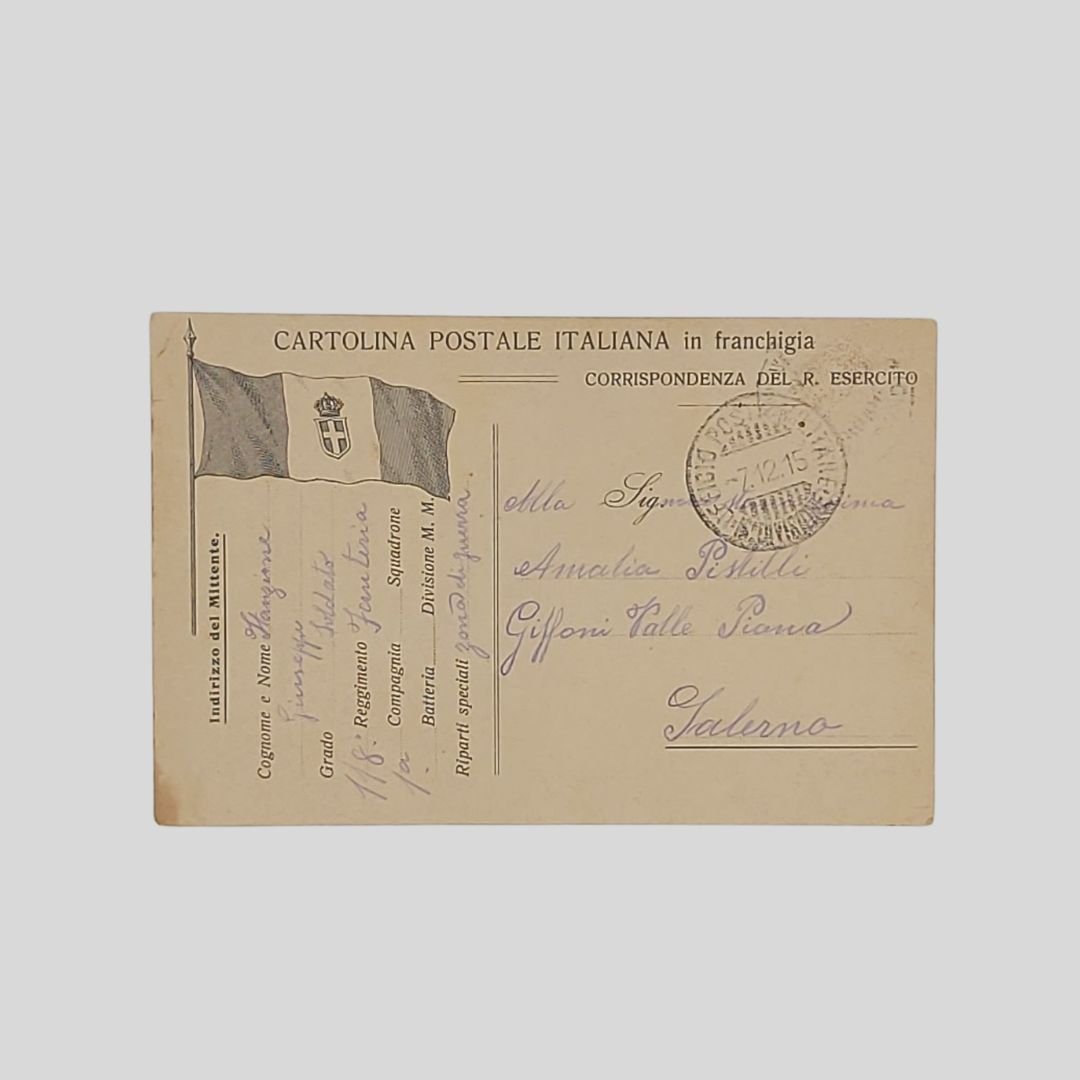 CARTOLINA POSTALE ITALIANA in franchigia
CORRISPONDENZA DEL R. ESERCITO
7.12.15
Alla Sig
Amalia Pistilli
Giffoni Valle Piana
Salerno
Indirizzo del Mittente.
Cognome e Nome
Giuseppe
Grado Soldato
118° Reggimento Fanteria
1a Compagnia Squadrone
Batteria Divisione M. M.
Riparti speciali zona di guerra